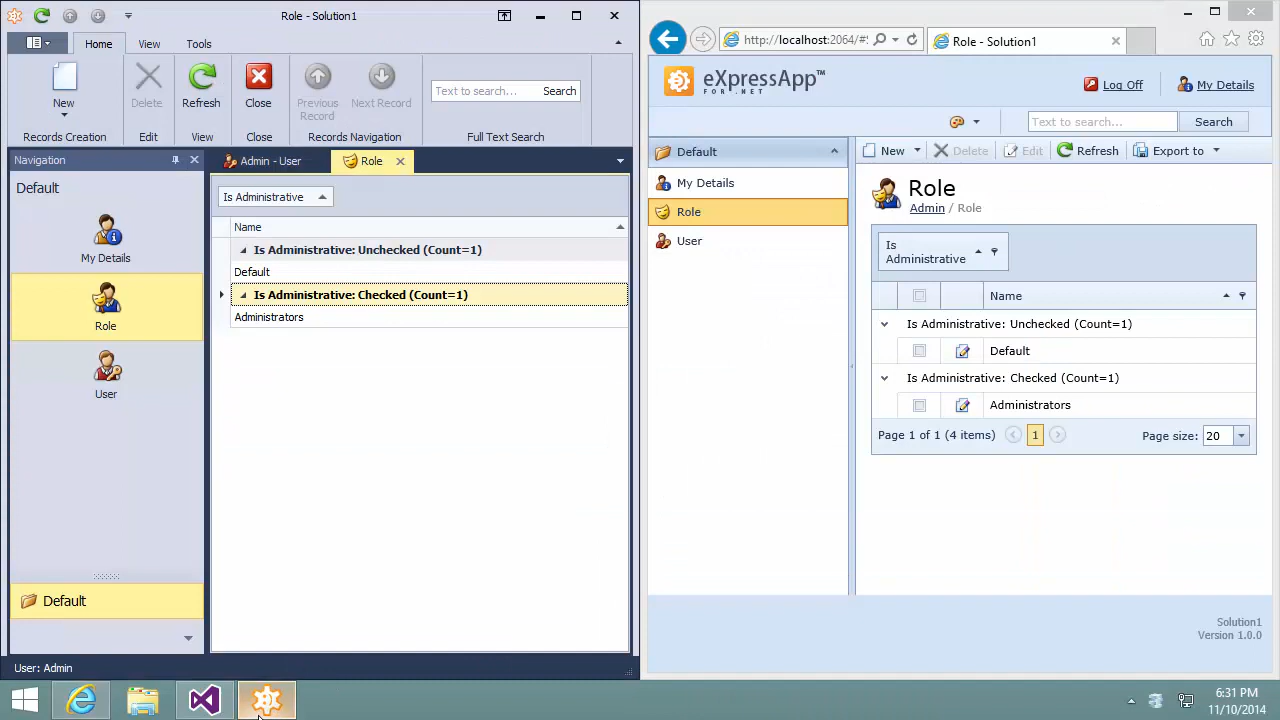 Role - Solution1
Home View Tools
New
Delete
Refresh
Close
Previous Record
Next Record
Text to search... Search
Records Creation
Edit
View
Close
Records Navigation
Full Text Search
Navigation
Default
My Details
Role
User
Default
User: Admin
Admin - User
Role
Is Administrative
Name
Is Administrative: Unchecked (Count=1)
Default
Is Administrative: Checked (Count=1)
Administrators
http://localhost:2064/#S
Role - Solution1
eXpressApp™
FOR .NET
Log Off
My Details
Text to search... Search
Default
My Details
Role
User
New Delete Edit Refresh Export to
Role
Admin / Role
Is
Administrative
Name
Is Administrative: Unchecked (Count=1)
Default
Is Administrative: Checked (Count=1)
Administrators
Page 1 of 1 (4 items) 1 Page size: 20
Solution1
Version 1.0.0
6:31 PM
11/10/2014